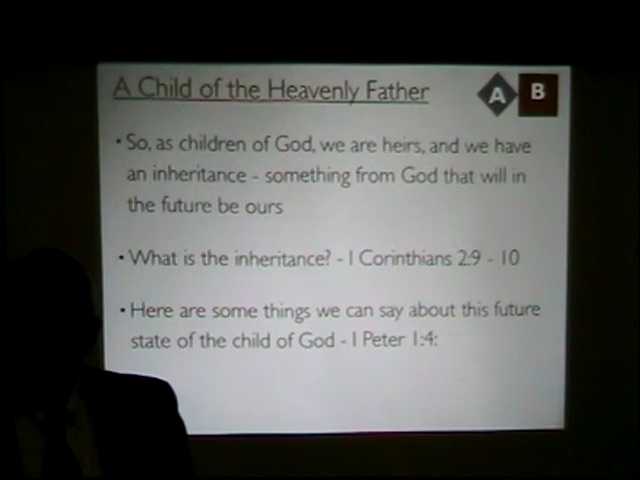 A Child of the Heavenly Father
A B
• So, as children of God, we are heirs, and we have
an inheritance - something from God that will in
the future be ours
• What is the inheritance? - 1 Corinthians 2:9 - 10
• Here are some things we can say about this future
state of the child of God - 1 Peter 1:4: